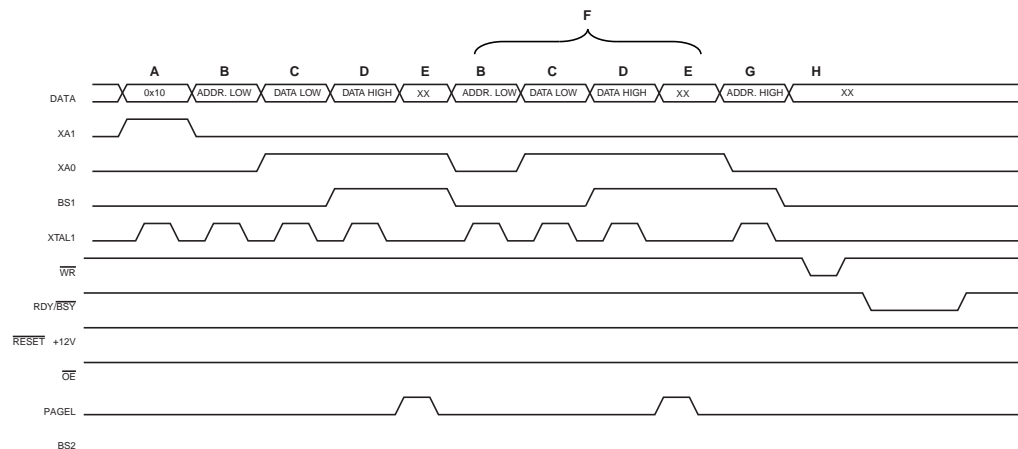 F
A B C D E B C D E G H
DATA 0x10 ADDR. LOW DATA LOW DATA HIGH XX ADDR. LOW DATA LOW DATA HIGH XX ADDR. HIGH XX
XA1
XA0
BS1
XTAL1
WR
RDY/BSY
RESET +12V
OE
PAGEL
BS2